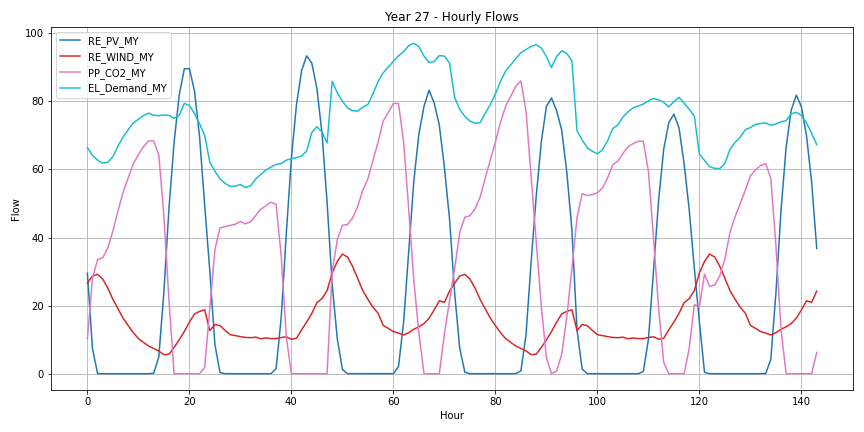 Year 27 - Hourly Flows
RE_PV_MY
RE_WIND_MY
PP_CO2_MY
EL_Demand_MY
100
80
60
40
20
0
Flow
0 20 40 60 80 100 120 140
Hour